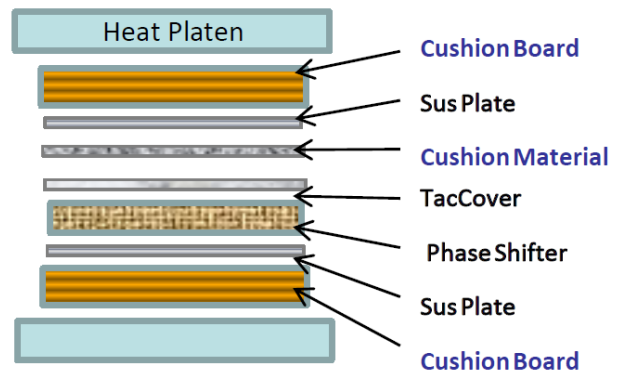 Heat Platen
Cushion Board
Sus Plate
Cushion Material
TacCover
Phase Shifter
Sus Plate
Cushion Board